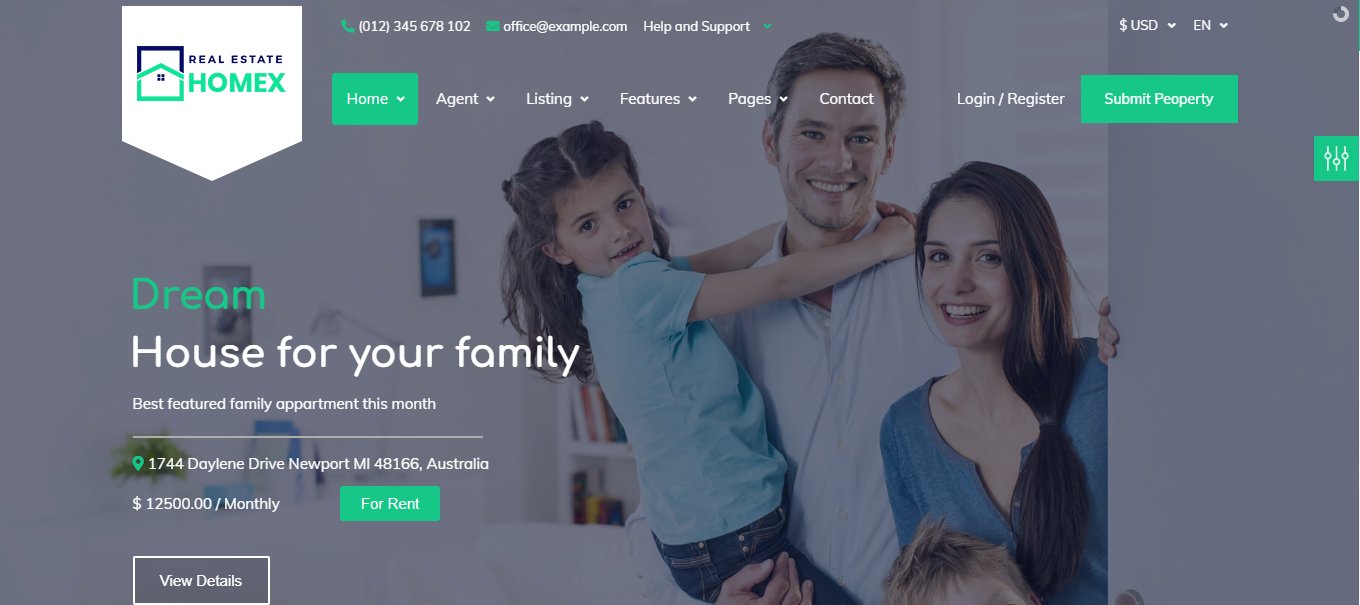 (012) 345 678 102 office@example.com Help and Support $ USD EN
REAL ESTATE
HOMEX
Home Agent Listing Features Pages Contact Login / Register Submit Peoperty
Dream
House for your family
Best featured family appartment this month
1744 Daylene Drive Newport MI 48166, Australia
$ 12500.00 / Monthly For Rent
View Details